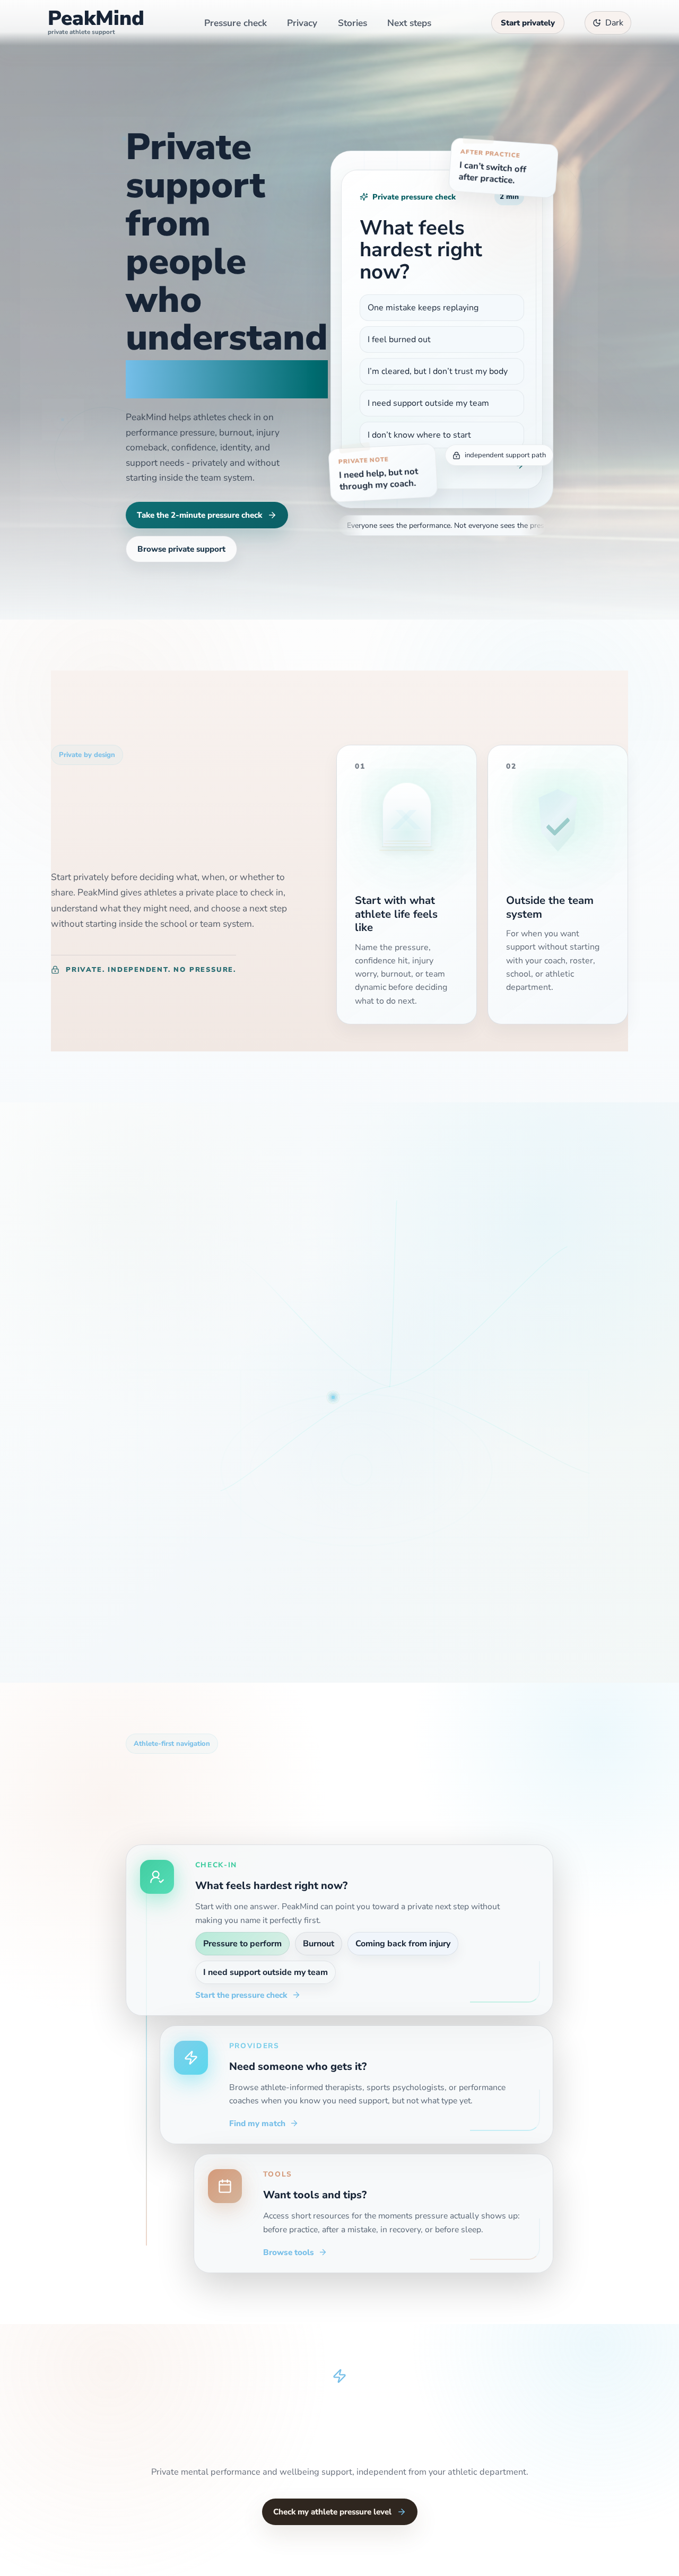 PeakMind
private athlete support
Pressure check
Privacy
Stories
Next steps
Start privately
Dark
Private
support
from
people
who
understand
PeakMind helps athletes check in on
performance pressure, burnout, injury
comeback, confidence, identity, and
support needs - privately and without
starting inside the team system.
Take the 2-minute pressure check
Browse private support
AFTER PRACTICE
I can't switch off
after practice.
Private pressure check
2 min
What feels
hardest right
now?
One mistake keeps replaying
I feel burned out
I'm cleared, but I don't trust my body
I need support outside my team
I don't know where to start
independent support path
PRIVATE NOTE
I need help, but not
through my coach.
Everyone sees the performance. Not everyone sees the
Private by design
Start privately before deciding what, when, or whether to
share. PeakMind gives athletes a private place to check in,
understand what they might need, and choose a next step
without starting inside the school or team system.
PRIVATE. INDEPENDENT. NO PRESSURE.
01
Start with what
athlete life feels
like
Name the pressure,
confidence hit, injury
worry, burnout, or team
dynamic before deciding
what to do next.
02
Outside the team
system
For when you want
support without starting
with your coach, roster,
school, or athletic
department.
Athlete-first navigation
CHECK-IN
What feels hardest right now?
Start with one answer. PeakMind can point you toward a private next step without
making you name it perfectly first.
Pressure to perform
Burnout
Coming back from injury
I need support outside my team
Start the pressure check
PROVIDERS
Need someone who gets it?
Browse athlete-informed therapists, sports psychologists, or performance
coaches when you know you need support, but not what type yet.
Find my match
TOOLS
Want tools and tips?
Access short resources for the moments pressure actually shows up:
before practice, after a mistake, in recovery, or before sleep.
Browse tools
Private mental performance and wellbeing support, independent from your athletic department.
Check my athlete pressure level